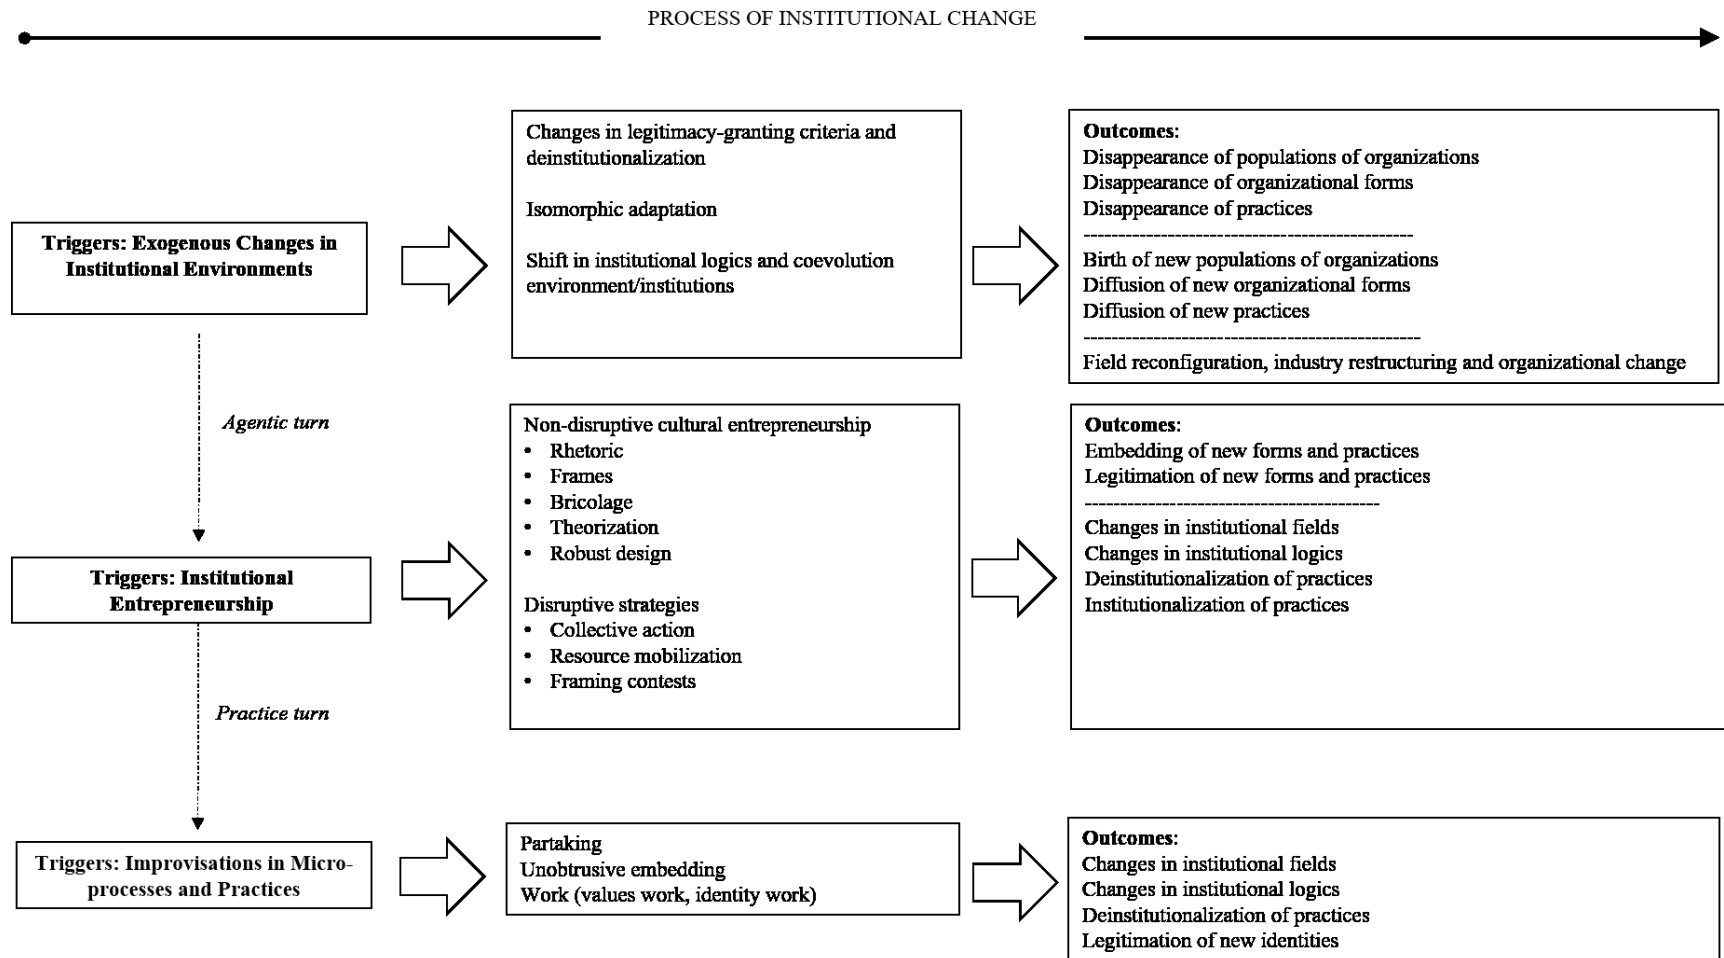 PROCESS OF INSTITUTIONAL CHANGE
Triggers: Exogenous Changes in
Institutional Environments
Changes in legitimacy-granting criteria and
deinstitutionalization
Isomorphic adaptation
Shift in institutional logics and coevolution
environment/institutions
Outcomes:
Disappearance of populations of organizations
Disappearance of organizational forms
Disappearance of practices
-----------------------------------------------
Birth of new populations of organizations
Diffusion of new organizational forms
Diffusion of new practices
------------------------------------------------
Field reconfiguration, industry restructuring and organizational change
Agentic turn
Triggers: Institutional
Entrepreneurship
Non-disruptive cultural entrepreneurship
• Rhetoric
• Frames
• Bricolage
• Theorization
• Robust design
Disruptive strategies
• Collective action
• Resource mobilization
• Framing contests
Outcomes:
Embedding of new forms and practices
Legitimation of new forms and practices
------------------------------------------
Changes in institutional fields
Changes in institutional logics
Deinstitutionalization of practices
Institutionalization of practices
Practice turn
Triggers: Improvisations in Micro-
processes and Practices
Partaking
Unobtrusive embedding
Work (values work, identity work)
Outcomes:
Changes in institutional fields
Changes in institutional logics
Deinstitutionalization of practices
Legitimation of new identities